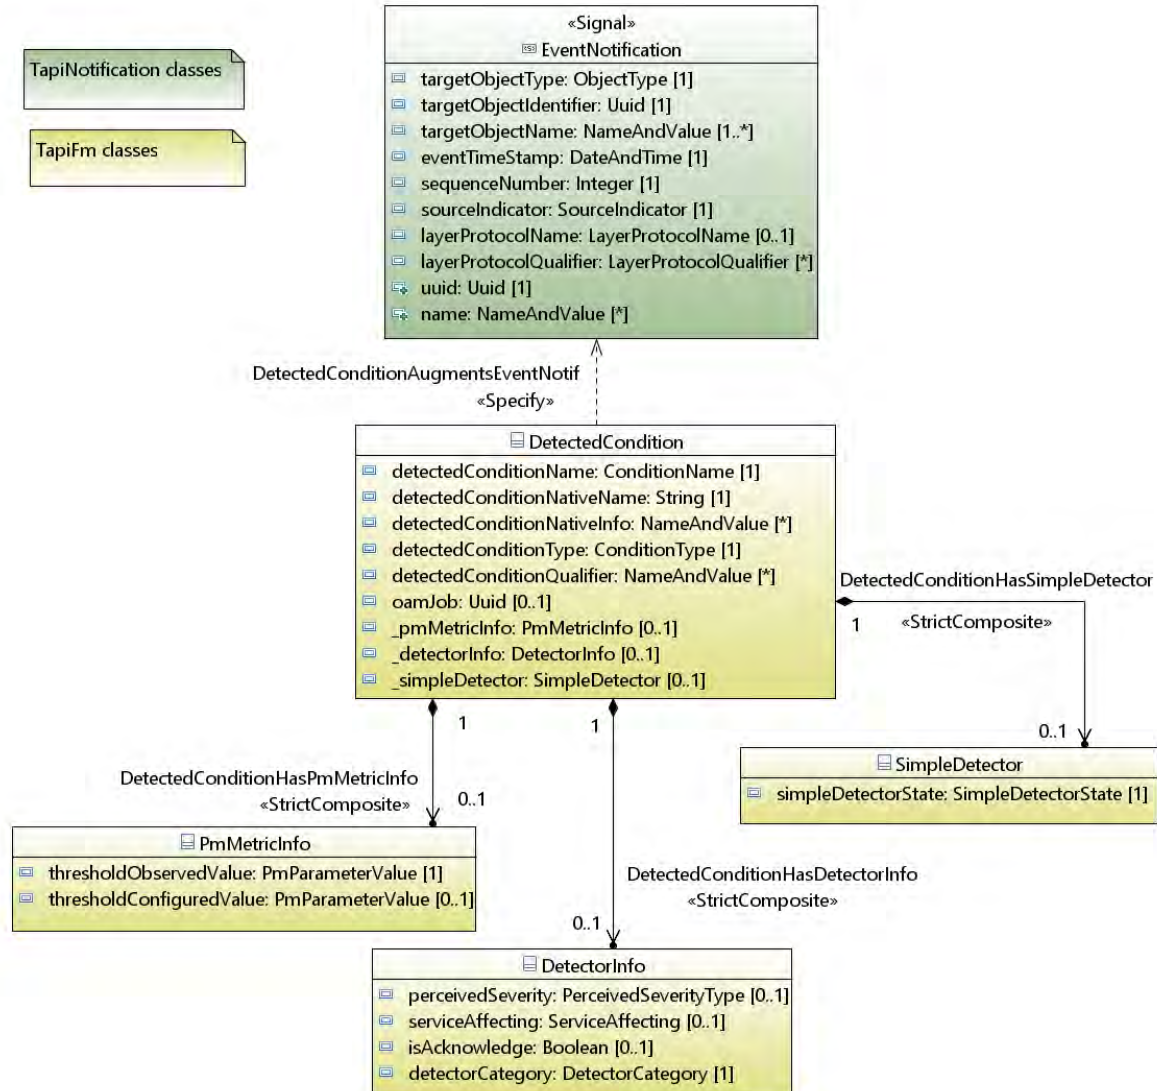 «Signal»
EventNotification
TapiNotification classes
TapiFm classes
targetObjectType: ObjectType [1]
targetObjectIdentifier: Uuid [1]
targetObjectName: NameAndValue [1..*]
eventTimeStamp: DateAndTime [1]
sequenceNumber: Integer [1]
sourceIndicator: SourceIndicator [1]
layerProtocolName: LayerProtocolName [0..1]
layerProtocolQualifier: LayerProtocolQualifier [*]
uuid: Uuid [1]
name: NameAndValue [*]
DetectedConditionAugmentsEventNotif
«Specify»
DetectedCondition
detectedConditionName: ConditionName [1]
detectedConditionNativeName: String [1]
detectedConditionNativeInfo: NameAndValue [*]
detectedConditionType: ConditionType [1]
detectedConditionQualifier: NameAndValue [*]
oamJob: Uuid [0..1]
_pmMetricInfo: PmMetricInfo [0..1]
_detectorInfo: DetectorInfo [0..1]
_simpleDetector: SimpleDetector [0..1]
DetectedConditionHasSimpleDetector
1
«StrictComposite»
0..1
SimpleDetector
simpleDetectorState: SimpleDetectorState [1]
1
DetectedConditionHasPmMetricInfo
«StrictComposite»
0..1
PmMetricInfo
thresholdObservedValue: PmParameterValue [1]
thresholdConfiguredValue: PmParameterValue [0..1]
1
DetectedConditionHasDetectorInfo
«StrictComposite»
0..1
DetectorInfo
perceivedSeverity: PerceivedSeverityType [0..1]
serviceAffecting: ServiceAffecting [0..1]
isAcknowledge: Boolean [0..1]
detectorCategory: DetectorCategory [1]